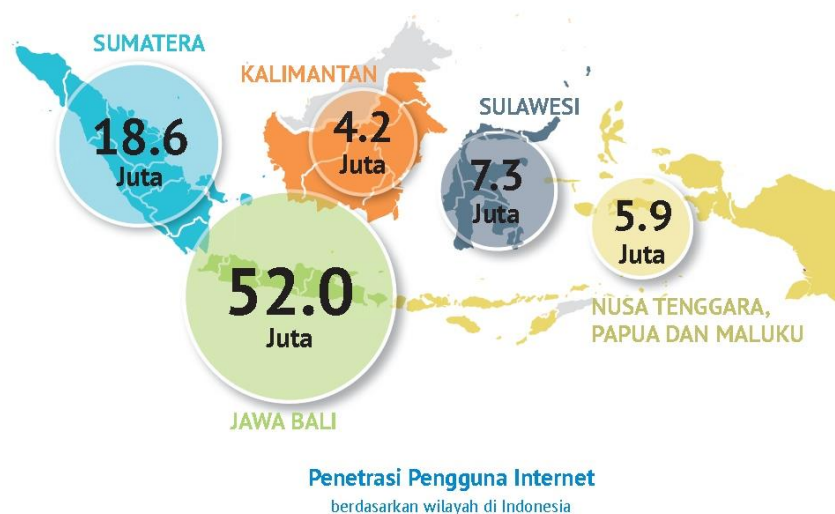 SUMATERA
18.6
Juta
KALIMANTAN
4.2
Juta
SULAWESI
7.3
Juta
5.9
Juta
NUSA TENGGARA,
PAPUA DAN MALUKU
52.0
Juta
JAWA BALI
Penetrasi Pengguna Internet
berdasarkan wilayah di Indonesia